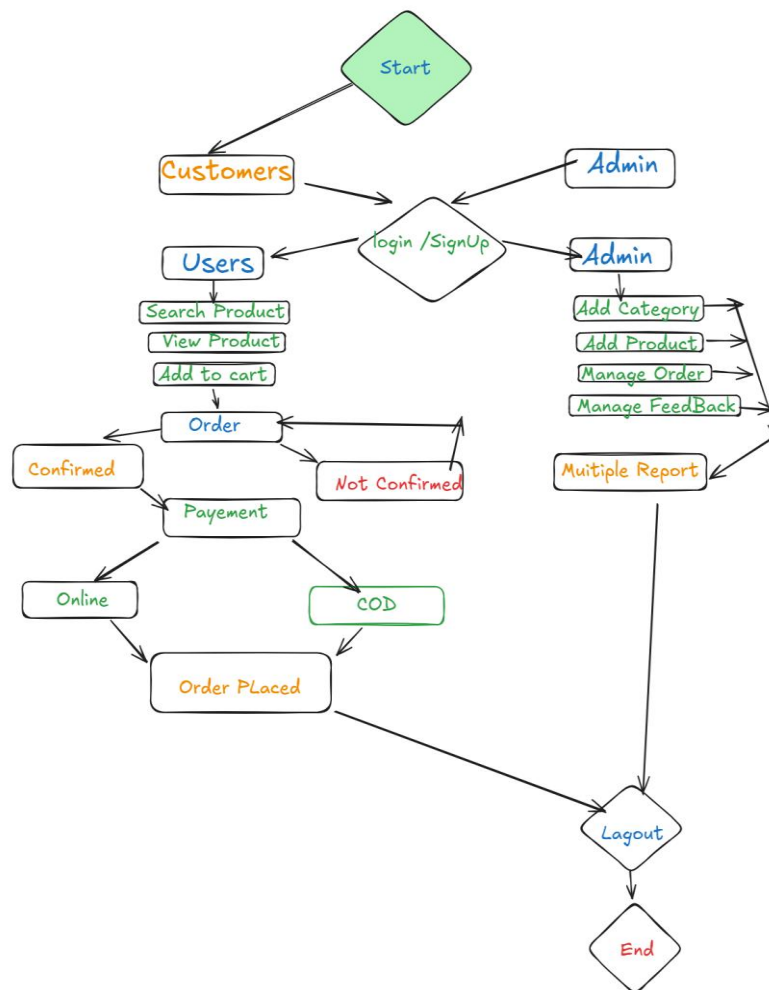 Start
Customers
Admin
login /SignUp
Users
Admin
Search Product
View Product
Add to cart
Order
Add Category
Add Product
Manage Order
Manage FeedBack
Confirmed
Not Confirmed
Muitiple Report
Payement
Online
COD
Order PLaced
Lagout
End